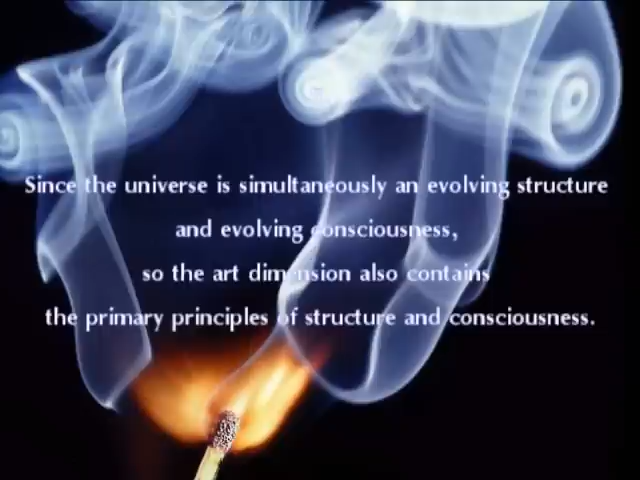 Since the universe is simultaneously an evolving structure
and evolving consciousness,
so the art dimension also contains
the primary principles of structure and consciousness.